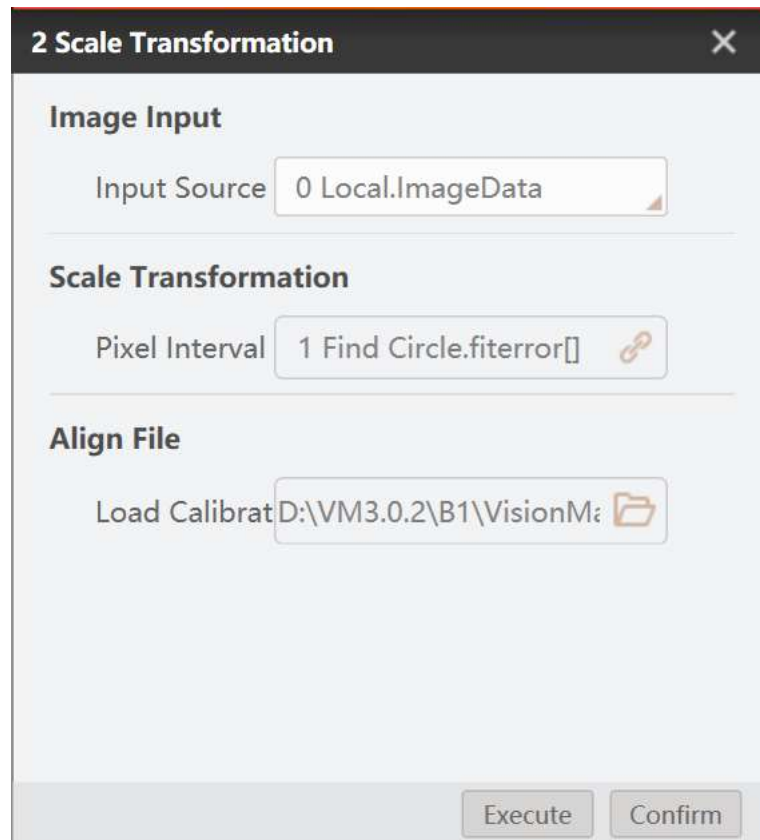 2 Scale Transformation
Image Input
Input Source 0 Local.ImageData
Scale Transformation
Pixel Interval 1 Find Circle.fiterror[]
Align File
Load Calibrat D:\VM3.0.2\B1\VisionMa
Execute Confirm